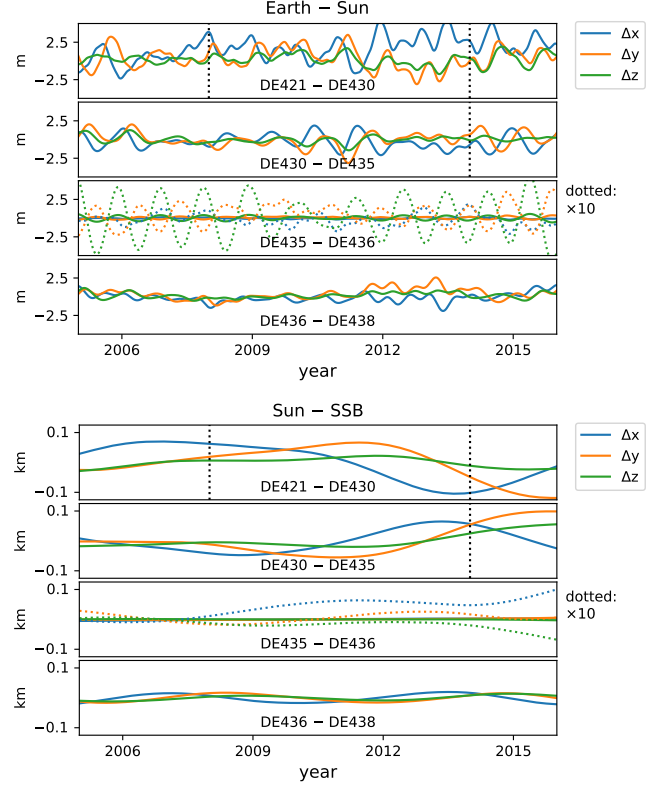 Earth − Sun
2.5
−2.5
m
DE421 − DE430
Δx
Δy
Δz
2.5
−2.5
m
DE430 − DE435
2.5
−2.5
m
DE435 − DE436
dotted:
×10
2.5
−2.5
m
DE436 − DE438
2006 2009 2012 2015
year
Sun − SSB
0.1
−0.1
km
DE421 − DE430
Δx
Δy
Δz
0.1
−0.1
km
DE430 − DE435
0.1
−0.1
km
DE435 − DE436
dotted:
×10
0.1
−0.1
km
DE436 − DE438
2006 2009 2012 2015
year